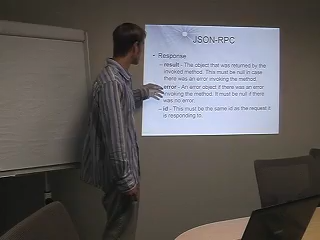 JSON-RPC
- Response
– result - The object that was returned by the
invoked method. This must be null in case
there was an error invoking the method.
– error - An error object if there was an error
invoking the method. It must be null if there
was no error.
– id - This must be the same id as the request it
is responding to.